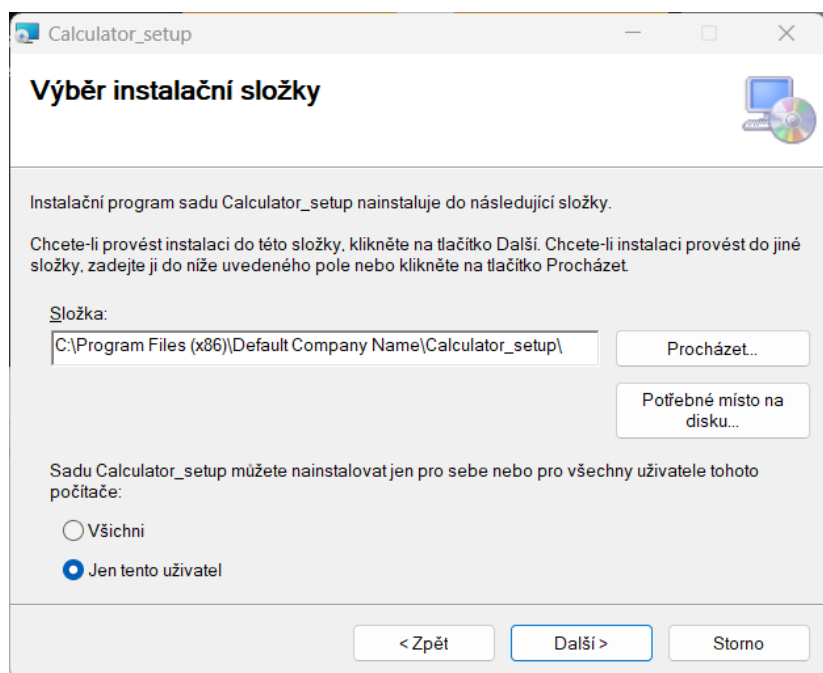 Calculator_setup
Výběr instalační složky
Instalační program sadu Calculator_setup nainstaluje do následující složky.
Chcete-li provést instalaci do této složky, klikněte na tlačítko Další. Chcete-li instalaci provést do jiné
složky, zadejte ji do níže uvedeného pole nebo klikněte na tlačítko Procházet.
Složka:
C:\Program Files (x86)\Default Company Name\Calculator_setup\
Procházet...
Potřebné místo na
disku...
Sadu Calculator_setup můžete nainstalovat jen pro sebe nebo pro všechny uživatele tohoto
počítače:
Všichni
Jen tento uživatel
< Zpět
Další >
Storno